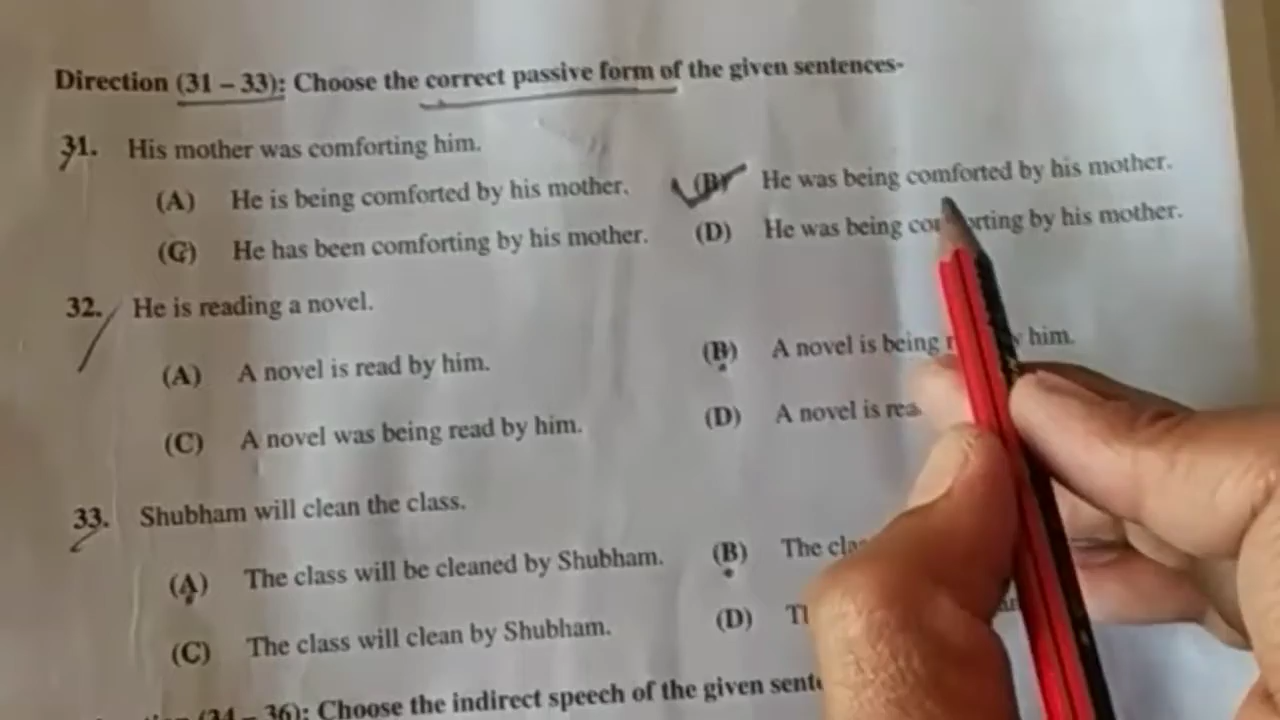 Direction (31 – 33): Choose the correct passive form of the given sentences-
31. His mother was comforting him.
(A) He is being comforted by his mother. (B) He was being comforted by his mother.
(C) He has been comforting by his mother. (D) He was being comforting by his mother.
32. He is reading a novel.
(A) A novel is read by him. (B) A novel is being him.
(C) A novel was being read by him. (D) A novel is
33. Shubham will clean the class.
(A) The class will be cleaned by Shubham. (B) The
(C) The class will clean by Shubham. (D)
36): Choose the indirect speech of the given